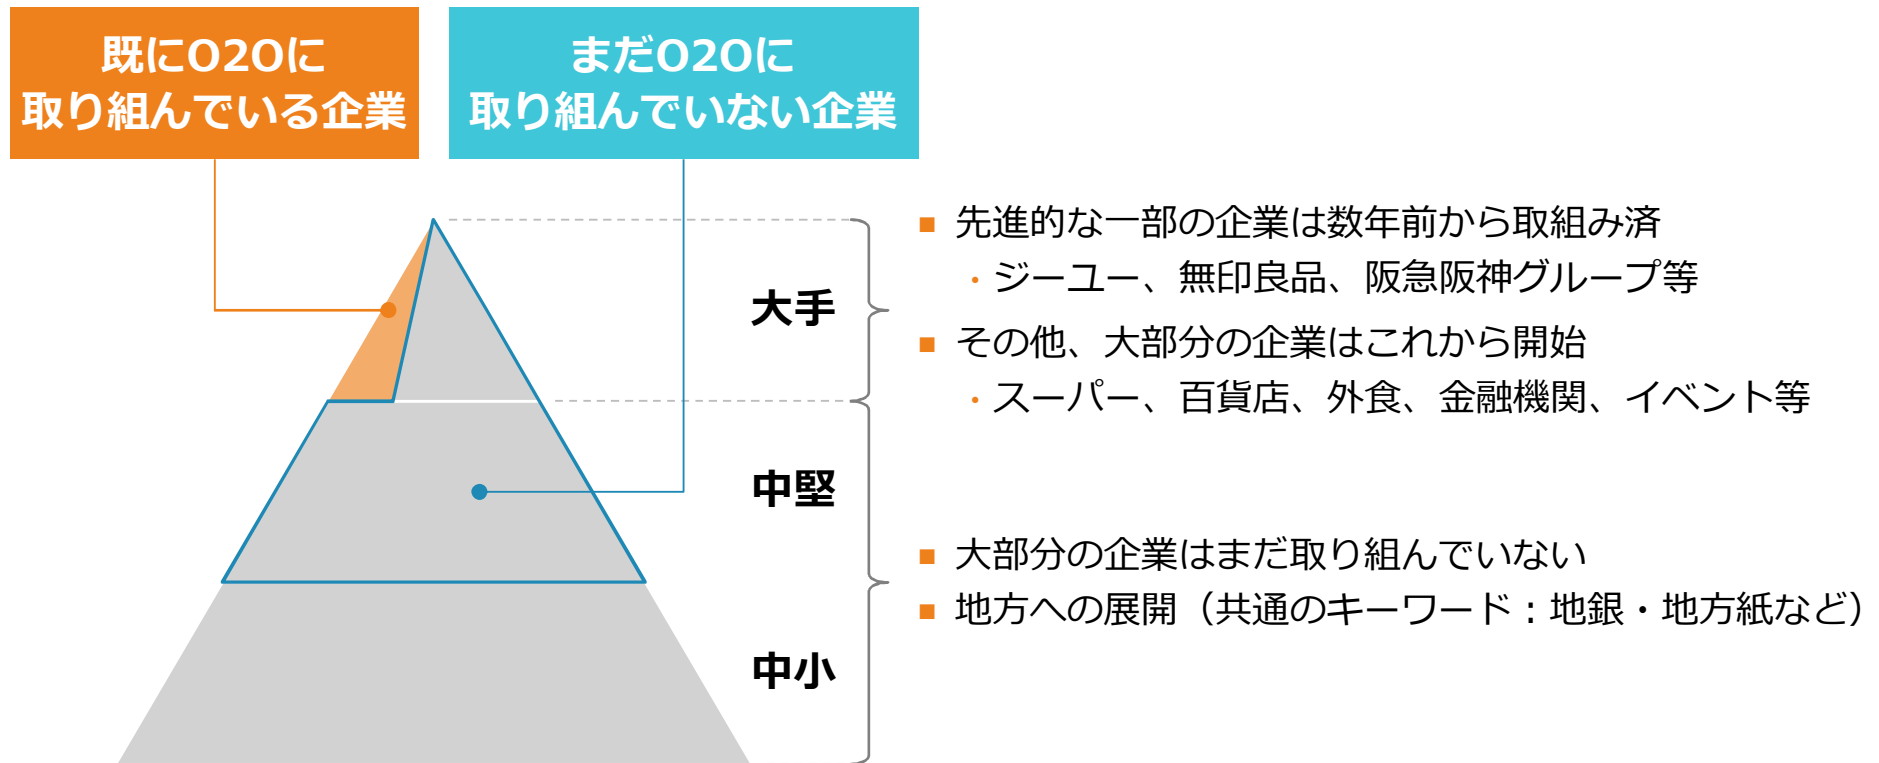 既にO2Oに
取り組んでいる企業
まだO2Oに
取り組んでいない企業
大手
■ 先進的な一部の企業は数年前から取組み済
・ジーユー、無印良品、阪急阪神グループ等
■ その他、大部分の企業はこれから開始
・スーパー、百貨店、外食、金融機関、イベント等
中堅
■ 大部分の企業はまだ取り組んでいない
■ 地方への展開（共通のキーワード：地銀・地方紙など）
中小